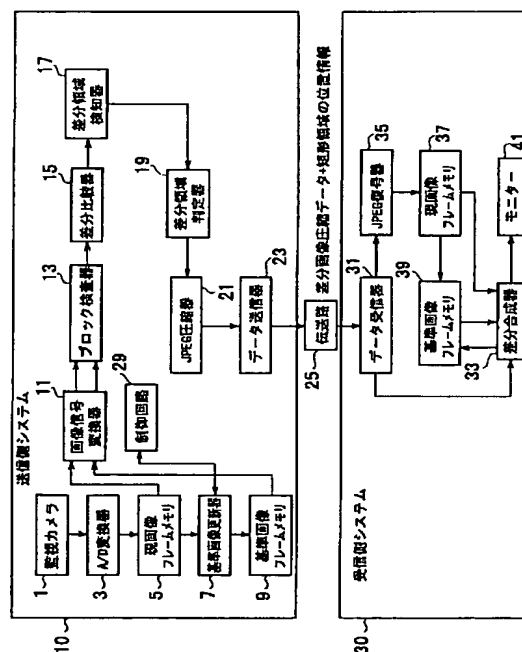 送信側システム
10
監視カメラ
1
A/D変換器
3
現画像
フレームメモリ
5
基準画像更新器
7
基準画像
フレームメモリ
9
画像信号
変換器
11
制御回路
29
ブロック検査器
13
差分比較器
15
差分領域
検知器
17
差分領域
判定器
19
JPEG圧縮器
21
データ送信器
23
伝送路
25
差分画像圧縮データ+矩形領域の位置情報
受信側システム
30
データ受信器
31
JPEG復号器
35
現画像
フレームメモリ
37
基準画像
フレームメモリ
39
差分合成器
33
モニター
41